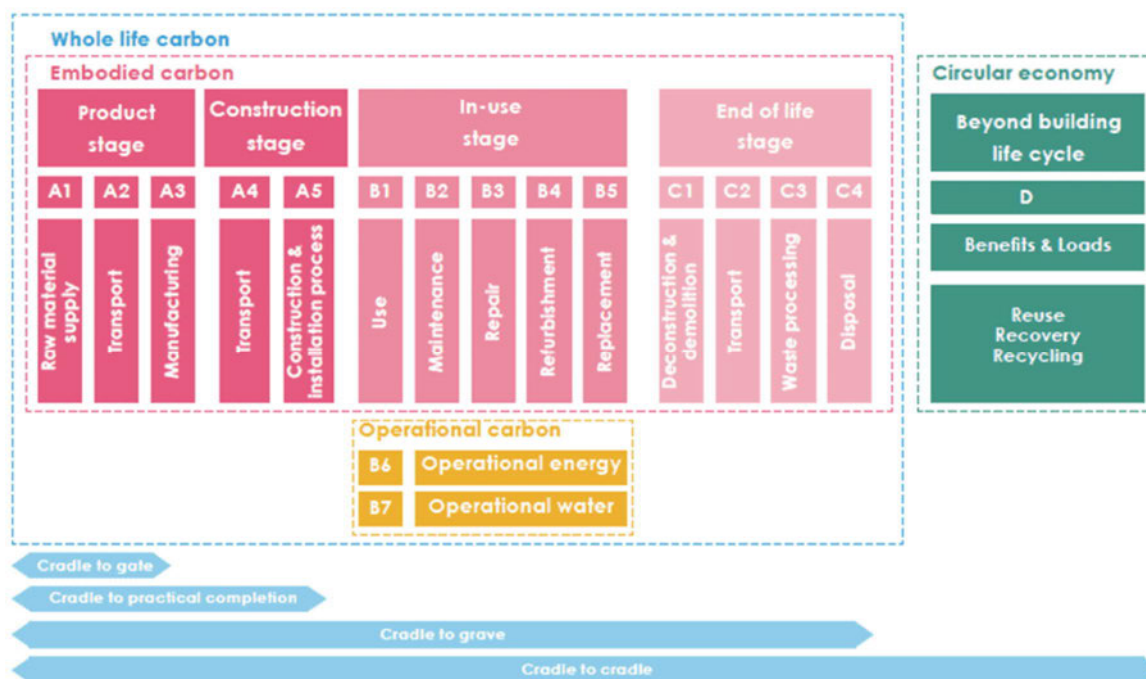 Whole life carbon
Embodied carbon
Circular economy
Product
stage
Construction
stage
In-use
stage
End of life
stage
Beyond building
life cycle
A1
A2
A3
A4
A5
B1
B2
B3
B4
B5
C1
C2
C3
C4
D
Raw material
supply
Transport
Manufacturing
Transport
Construction &
installation process
Use
Maintenance
Repair
Refurbishment
Replacement
Deconstruction &
demolition
Transport
Waste processing
Disposal
Benefits & Loads
Reuse
Recovery
Recycling
Operational carbon
B6
Operational energy
B7
Operational water
Cradle to gate
Cradle to practical completion
Cradle to grave
Cradle to cradle